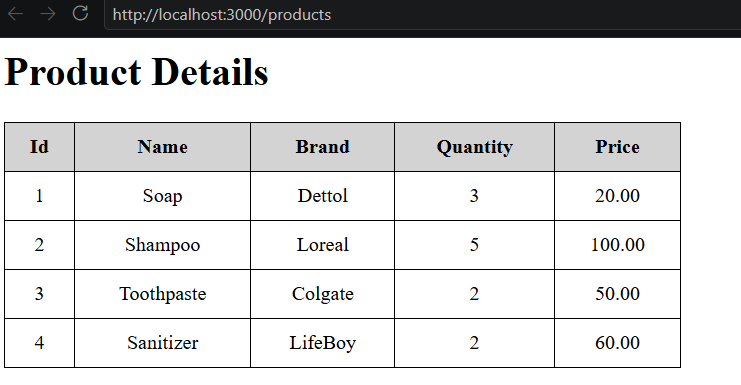 http://localhost:3000/products
Product Details
Id Name Brand Quantity Price
1 Soap Dettol 3 20.00
2 Shampoo Loreal 5 100.00
3 Toothpaste Colgate 2 50.00
4 Sanitizer LifeBoy 2 60.00